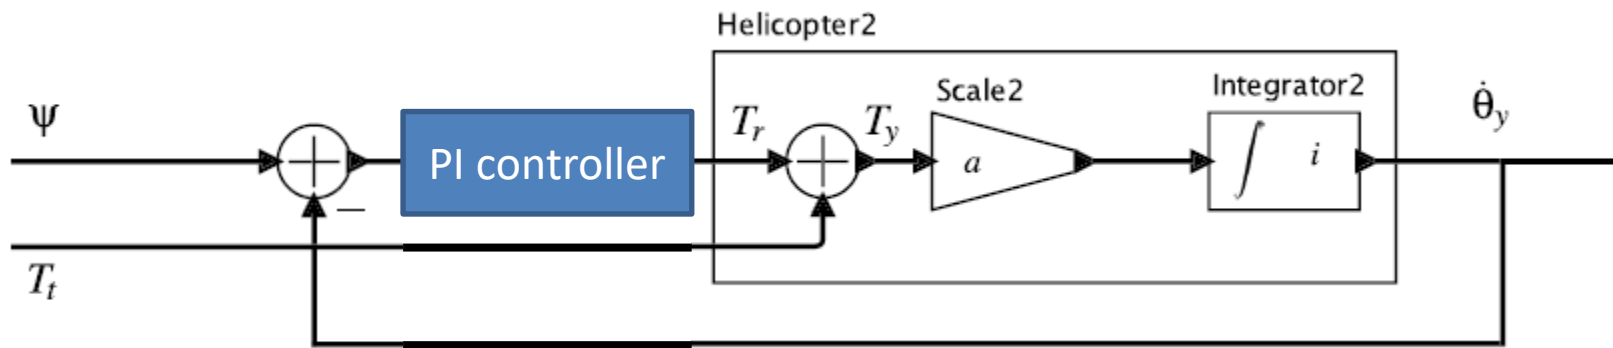 Helicopter2
ψ
PI controller
T_r
T_y
Scale2
a
Integrator2
∫ i
θ̇_y
−
T_t